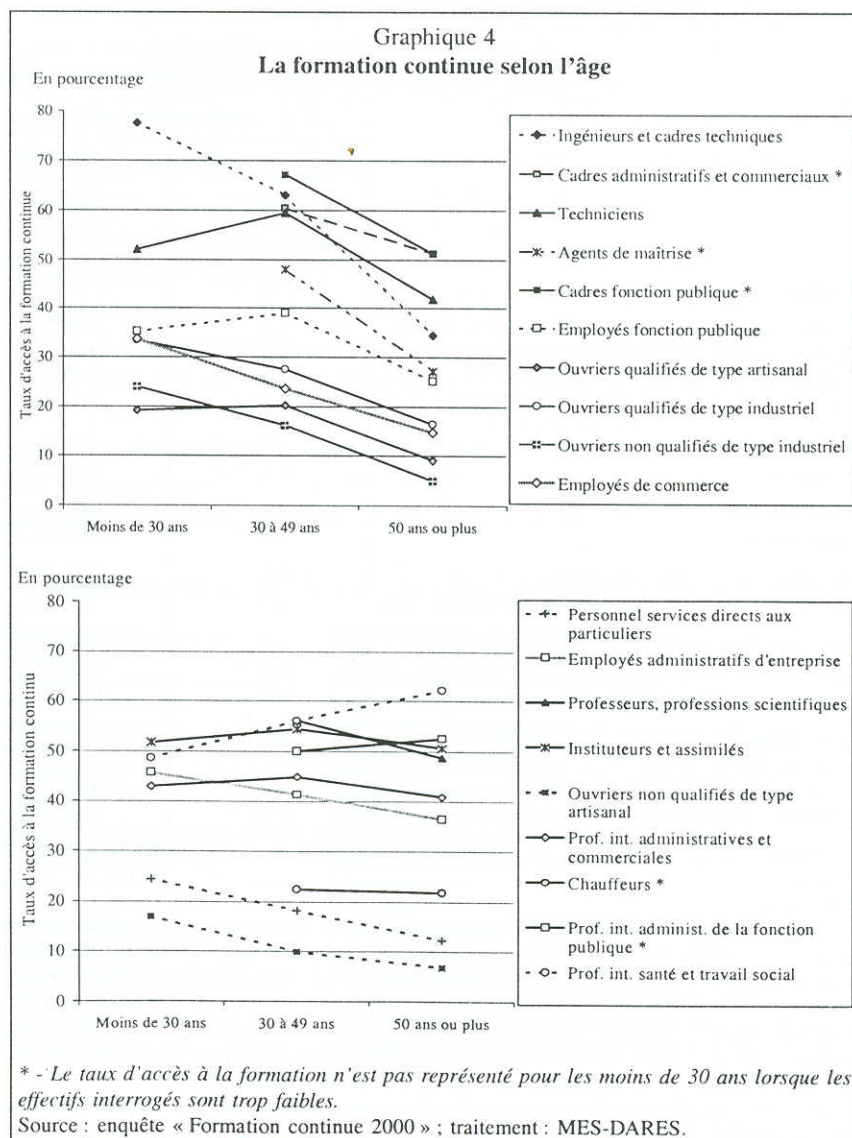 Graphique 4
La formation continue selon l'âge
En pourcentage
Taux d'accès à la formation continue
80
70
60
50
40
30
20
10
0
Moins de 30 ans
30 à 49 ans
50 ans ou plus
Ingénieurs et cadres techniques
Cadres administratifs et commerciaux *
Techniciens
Agents de maîtrise *
Cadres fonction publique *
Employés fonction publique
Ouvriers qualifiés de type artisanal
Ouvriers qualifiés de type industriel
Ouvriers non qualifiés de type industriel
Employés de commerce
En pourcentage
Taux d'accès à la formation continu
80
70
60
50
40
30
20
10
0
Moins de 30 ans
30 à 49 ans
50 ans ou plus
Personnel services directs aux
particuliers
Employés administratifs d'entreprise
Professeurs, professions scientifiques
Instituteurs et assimilés
Ouvriers non qualifiés de type
artisanal
Prof. int. administratives et
commerciales
Chauffeurs *
Prof. int. administ. de la fonction
publique *
Prof. int. santé et travail social
* - Le taux d'accès à la formation n'est pas représenté pour les moins de 30 ans lorsque les
effectifs interrogés sont trop faibles.
Source : enquête « Formation continue 2000 » ; traitement : MES-DARES.